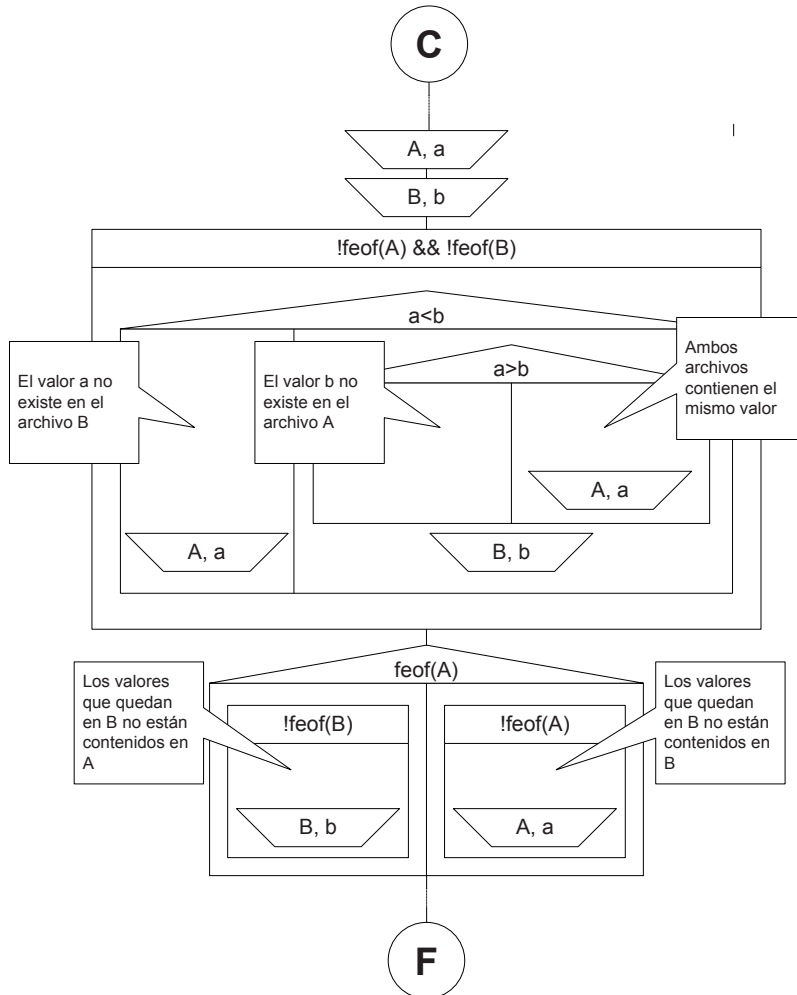 C
A, a
B, b
!feof(A) && !feof(B)
a<b
El valor a no
existe en el
archivo B
El valor b no
existe en el
archivo A
a>b
Ambos
archivos
contienen el
mismo valor
A, a
A, a
B, b
feof(A)
Los valores
que quedan
en B no están
contenidos en
A
!feof(B)
!feof(A)
Los valores
que quedan
en B no están
contenidos en
B
B, b
A, a
F